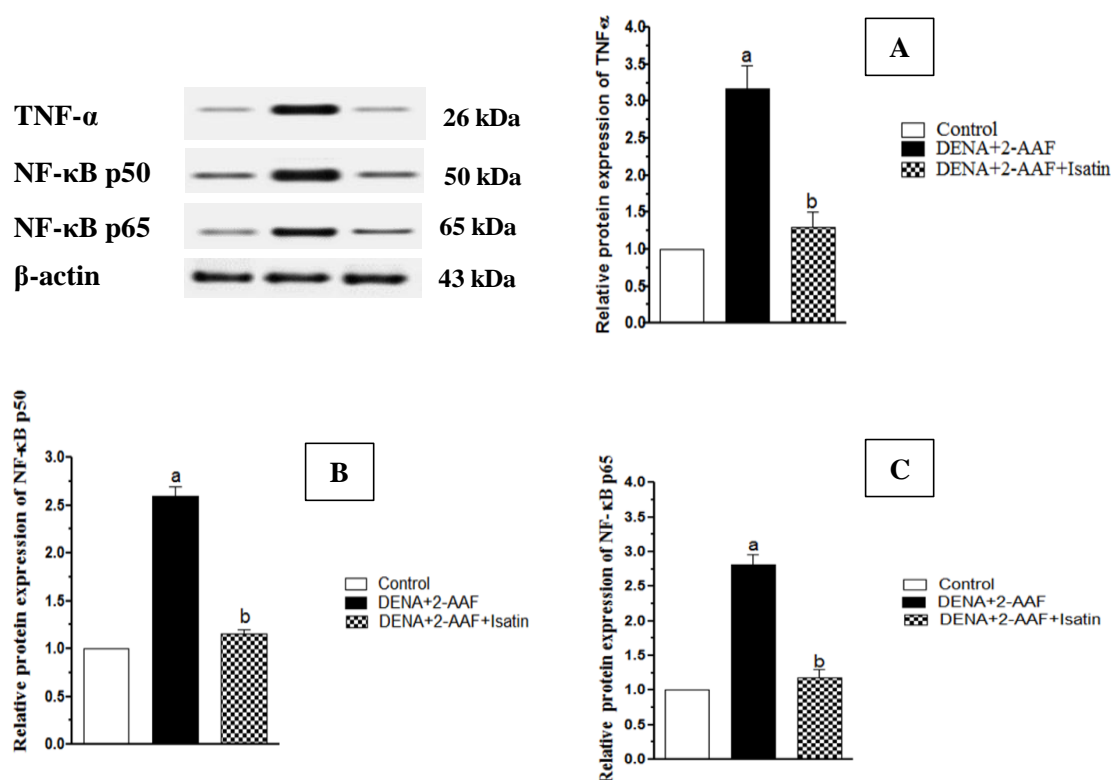 TNF-α
26 kDa
NF-κB p50
50 kDa
NF-κB p65
65 kDa
β-actin
43 kDa
Relative protein expression of TNFα
4.0
3.5
3.0
2.5
2.0
1.5
1.0
0.5
0.0
a
b
A
Control
DENA+2-AAF
DENA+2-AAF+Isatin
Relative protein expression of NF-κB p50
3.0
2.5
2.0
1.5
1.0
0.5
0.0
a
b
B
Control
DENA+2-AAF
DENA+2-AAF+Isatin
Relative protein expression of NF-κB p65
4.0
3.5
3.0
2.5
2.0
1.5
1.0
0.5
0.0
a
b
C
Control
DENA+2-AAF
DENA+2-AAF+Isatin